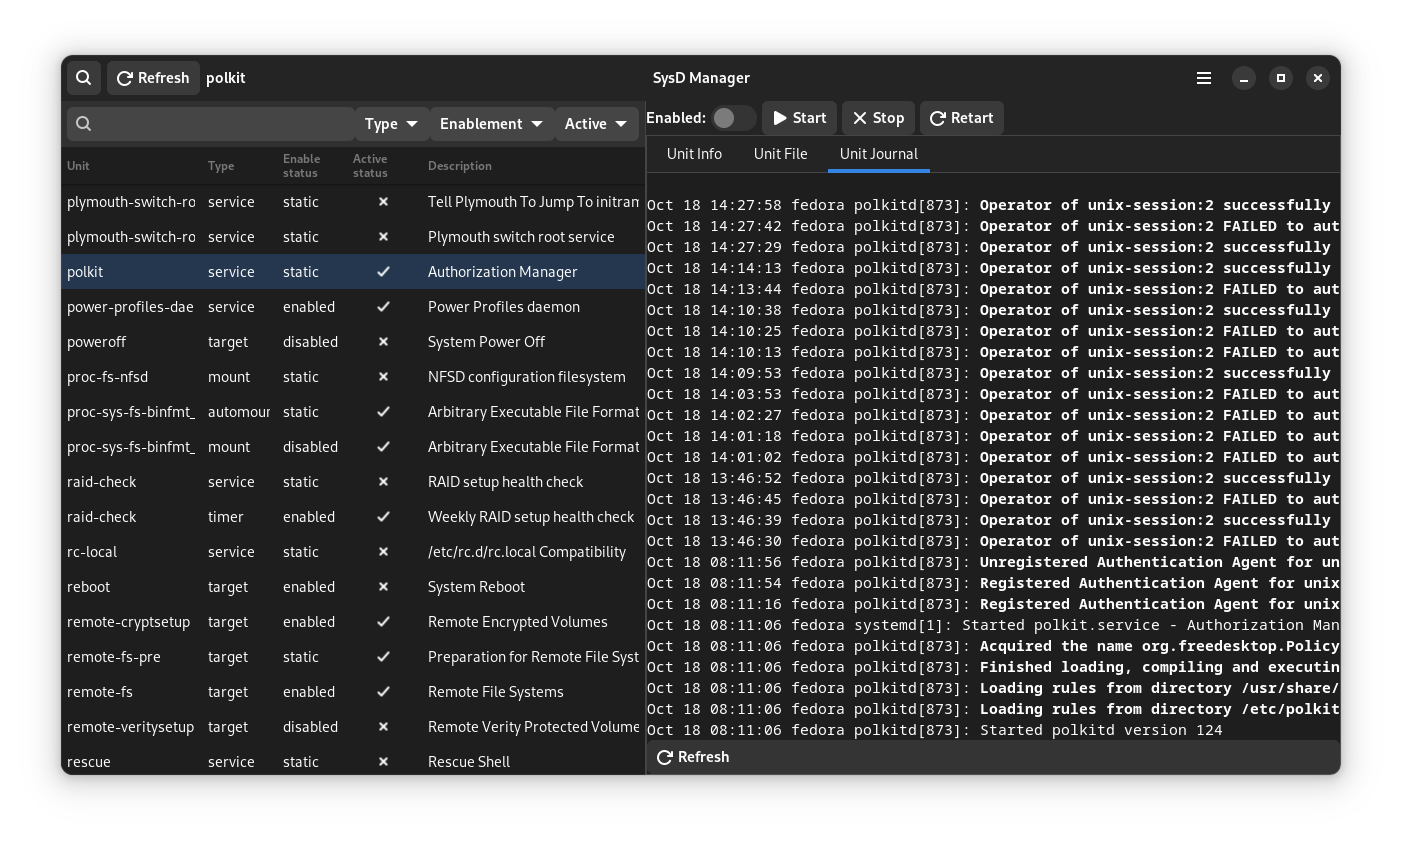 Refresh polkit SysD Manager
Type Enablement Active
Enabled: Start Stop Retart
Unit Info Unit File Unit Journal
Unit Type Enable status Active status Description
plymouth-switch-ro service static Tell Plymouth To Jump To initram
plymouth-switch-ro service static Plymouth switch root service
polkit service static Authorization Manager
power-profiles-dae service enabled Power Profiles daemon
poweroff target disabled System Power Off
proc-fs-nfsd mount static NFSD configuration filesystem
proc-sys-fs-binfmt_ automour static Arbitrary Executable File Format
proc-sys-fs-binfmt_ mount disabled Arbitrary Executable File Format
raid-check service static RAID setup health check
raid-check timer enabled Weekly RAID setup health check
rc-local service static /etc/rc.d/rc.local Compatibility
reboot target enabled System Reboot
remote-cryptsetup target enabled Remote Encrypted Volumes
remote-fs-pre target static Preparation for Remote File Syst
remote-fs target enabled Remote File Systems
remote-veritysetup target disabled Remote Verity Protected Volume
rescue service static Rescue Shell
Oct 18 14:27:58 fedora polkitd[873]: Operator of unix-session:2 successfully
Oct 18 14:27:42 fedora polkitd[873]: Operator of unix-session:2 FAILED to aut
Oct 18 14:27:29 fedora polkitd[873]: Operator of unix-session:2 successfully
Oct 18 14:14:13 fedora polkitd[873]: Operator of unix-session:2 successfully
Oct 18 14:13:44 fedora polkitd[873]: Operator of unix-session:2 FAILED to aut
Oct 18 14:10:38 fedora polkitd[873]: Operator of unix-session:2 successfully
Oct 18 14:10:25 fedora polkitd[873]: Operator of unix-session:2 FAILED to aut
Oct 18 14:10:13 fedora polkitd[873]: Operator of unix-session:2 FAILED to aut
Oct 18 14:09:53 fedora polkitd[873]: Operator of unix-session:2 successfully
Oct 18 14:03:53 fedora polkitd[873]: Operator of unix-session:2 FAILED to aut
Oct 18 14:02:27 fedora polkitd[873]: Operator of unix-session:2 FAILED to aut
Oct 18 14:01:18 fedora polkitd[873]: Operator of unix-session:2 FAILED to aut
Oct 18 14:01:02 fedora polkitd[873]: Operator of unix-session:2 FAILED to aut
Oct 18 13:46:52 fedora polkitd[873]: Operator of unix-session:2 successfully
Oct 18 13:46:45 fedora polkitd[873]: Operator of unix-session:2 FAILED to aut
Oct 18 13:46:39 fedora polkitd[873]: Operator of unix-session:2 successfully
Oct 18 13:46:30 fedora polkitd[873]: Operator of unix-session:2 FAILED to aut
Oct 18 08:11:56 fedora polkitd[873]: Unregistered Authentication Agent for un
Oct 18 08:11:54 fedora polkitd[873]: Registered Authentication Agent for unix
Oct 18 08:11:16 fedora polkitd[873]: Registered Authentication Agent for unix
Oct 18 08:11:06 fedora systemd[1]: Started polkit.service - Authorization Man
Oct 18 08:11:06 fedora polkitd[873]: Acquired the name org.freedesktop.Policy
Oct 18 08:11:06 fedora polkitd[873]: Finished loading, compiling and executin
Oct 18 08:11:06 fedora polkitd[873]: Loading rules from directory /usr/share/
Oct 18 08:11:06 fedora polkitd[873]: Loading rules from directory /etc/polkit
Oct 18 08:11:06 fedora polkitd[873]: Started polkitd version 124
Refresh